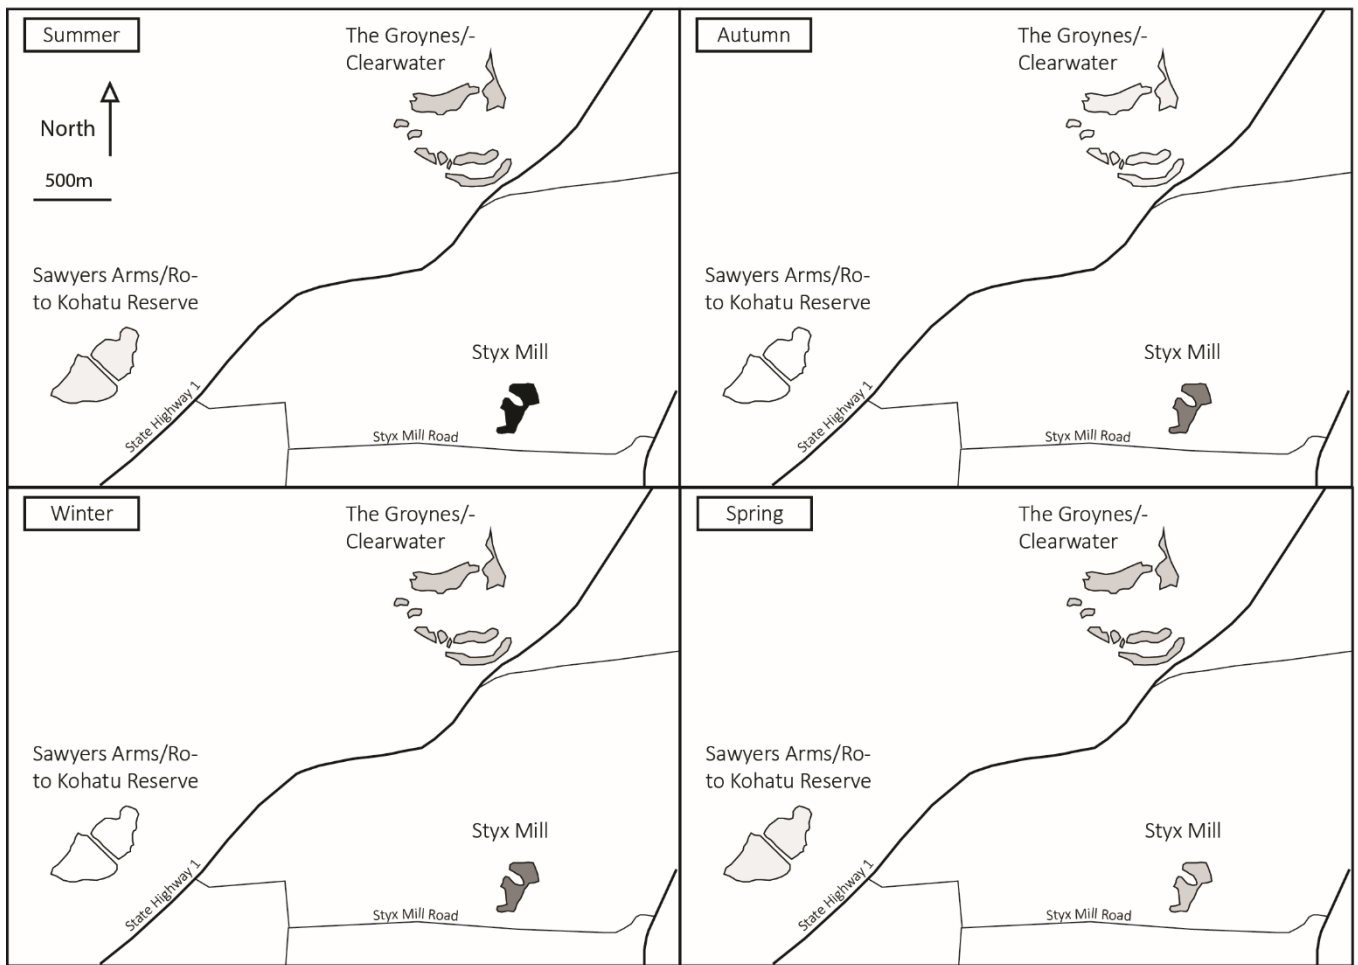 Summer
The Groynes/-
Clearwater
North
500m
Sawyers Arms/Ro-
to Kohatu Reserve
Styx Mill
State Highway 1
Styx Mill Road
Autumn
The Groynes/-
Clearwater
Sawyers Arms/Ro-
to Kohatu Reserve
Styx Mill
State Highway 1
Styx Mill Road
Winter
The Groynes/-
Clearwater
Sawyers Arms/Ro-
to Kohatu Reserve
Styx Mill
State Highway 1
Styx Mill Road
Spring
The Groynes/-
Clearwater
Sawyers Arms/Ro-
to Kohatu Reserve
Styx Mill
State Highway 1
Styx Mill Road